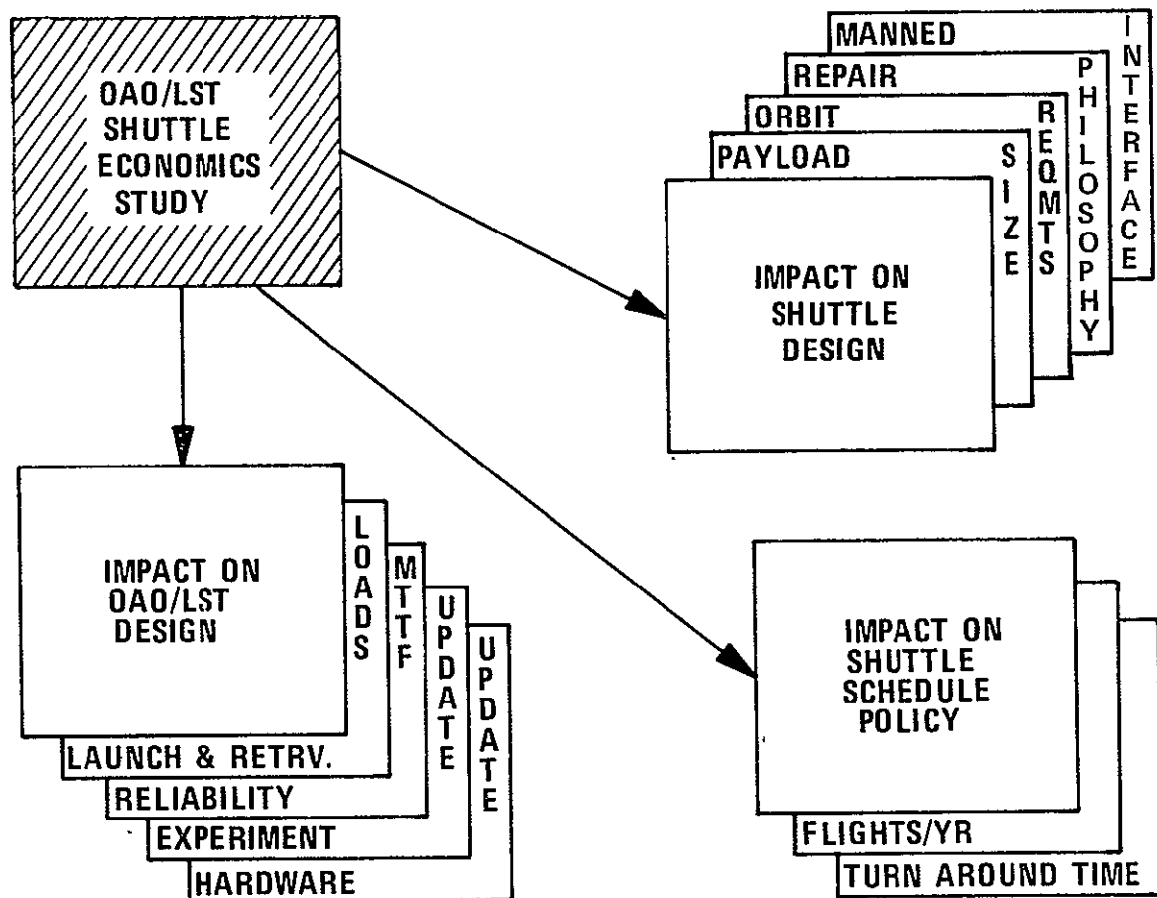 OAO/LST
SHUTTLE
ECONOMICS
STUDY
MANNED
INTERFACE
REPAIR
PHILOSOPHY
ORBIT
REQMTS
PAYLOAD
SIZE
IMPACT ON
SHUTTLE
DESIGN
IMPACT ON
OAO/LST
DESIGN
LOADS
MTTF
UPDATE
UPDATE
LAUNCH & RETRV.
RELIABILITY
EXPERIMENT
HARDWARE
IMPACT ON
SHUTTLE
SCHEDULE
POLICY
FLIGHTS/YR
TURN AROUND TIME